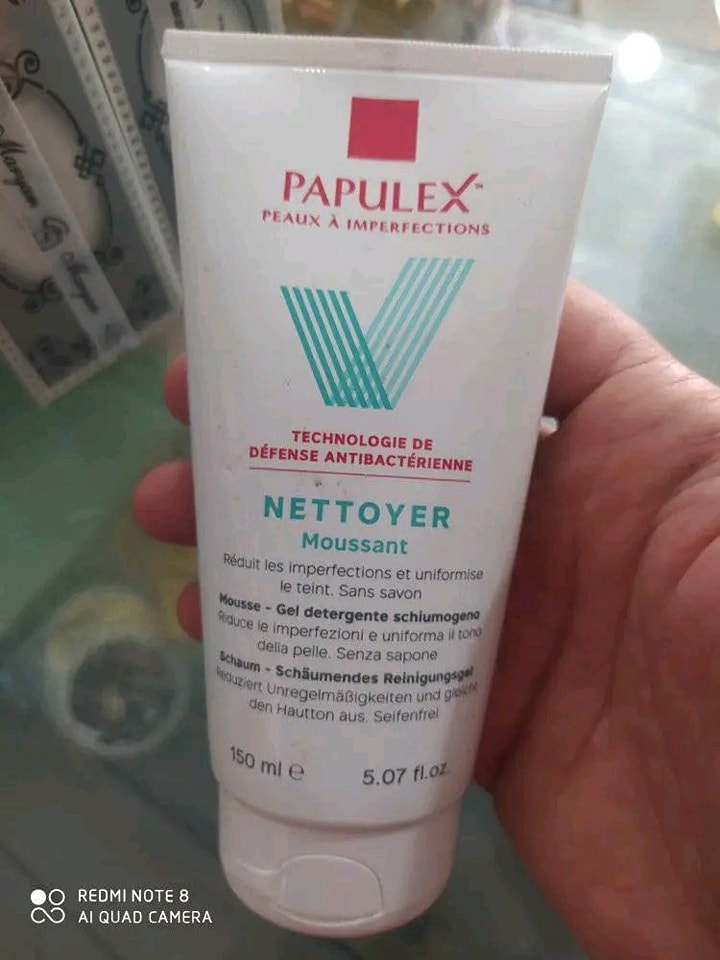 PAPULEX™
PEAUX À IMPERFECTIONS
TECHNOLOGIE DE
DÉFENSE ANTIBACTÉRIENNE
NETTOYER
Moussant
Réduit les imperfections et uniformise
le teint. Sans savon
Mousse - Gel detergente schiumogeno
Riduce le imperfezioni e uniforma il tono
della pelle. Senza sapone
Schaum - Schäumendes Reinigungsgel
Reduziert Unregelmäßigkeiten und gleicht
den Hautton aus. Seifenfrei
150 ml ℮ 5.07 fl.oz.
Maryam
Maryam
REDMI NOTE 8
AI QUAD CAMERA